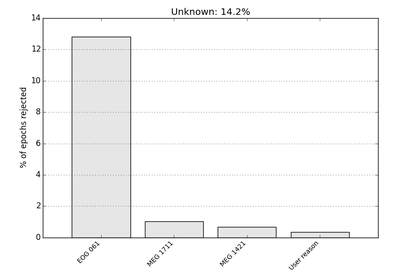 Unknown: 14.2%
% of epochs rejected
14
12
10
8
6
4
2
0
EOG 061
MEG 1711
MEG 1421
User reason